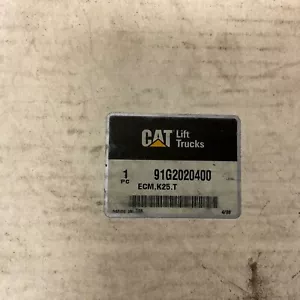 CAT Lift
Trucks
1
PC
91G2020400
ECM.K25.T